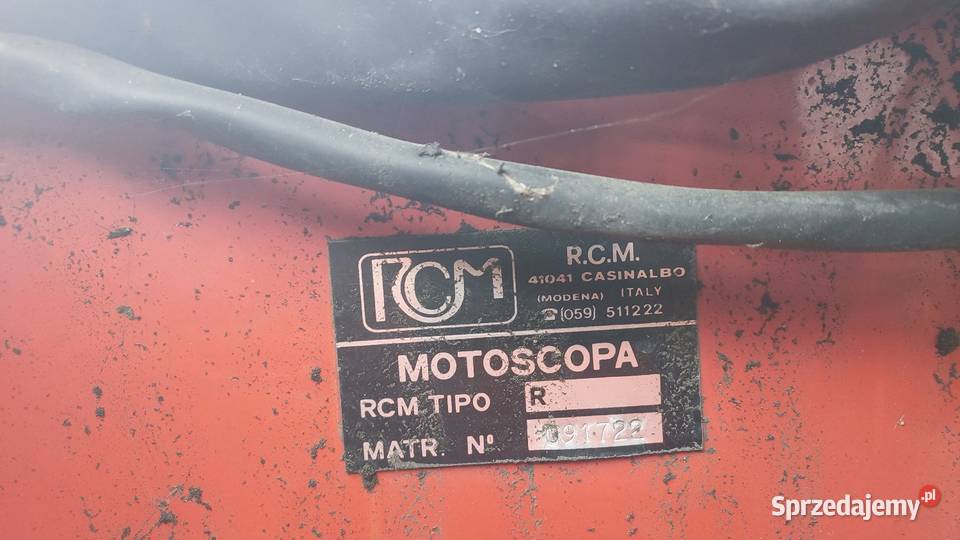 RCM
R.C.M.
41041 CASINALBO
(MODENA) ITALY
☎(059) 511222
MOTOSCOPA
RCM TIPO R
MATR. Nº 091722
Sprzedajemy.pl